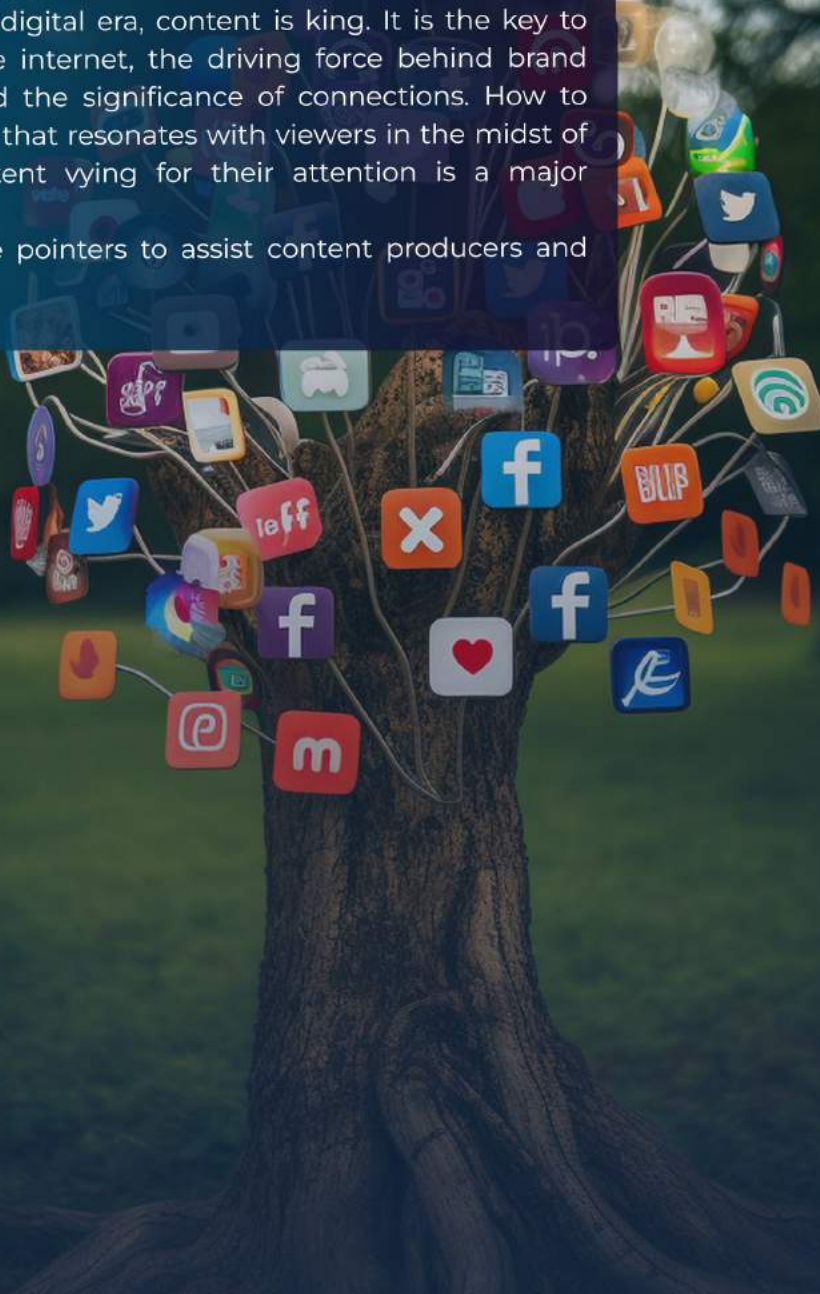 digital era, content is king. It is the key to
e internet, the driving force behind brand
d the significance of connections. How to
that resonates with viewers in the midst of
tent vying for their attention is a major
e pointers to assist content producers and
leff
f
f
f
m